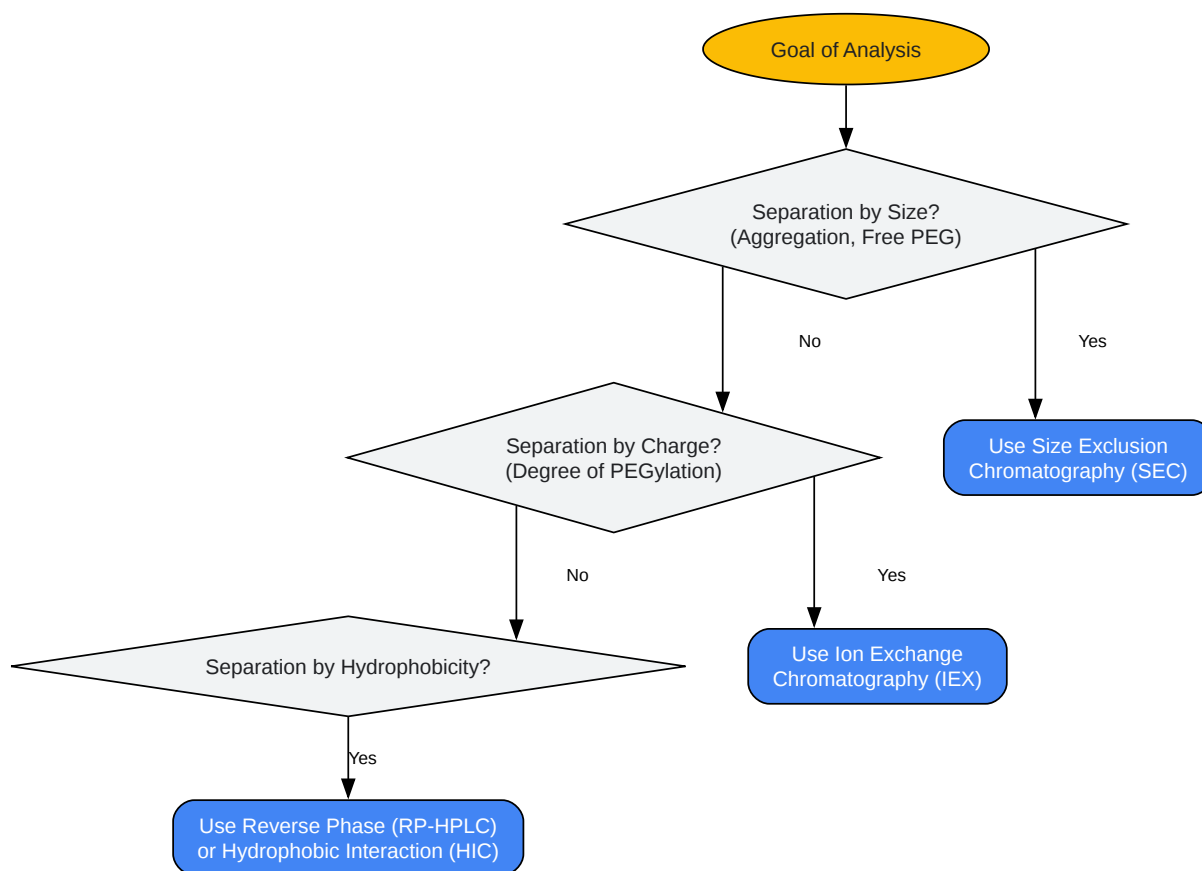 Goal of Analysis
Separation by Size?
(Aggregation, Free PEG)
No
Yes
Separation by Charge?
(Degree of PEGylation)
Use Size Exclusion
Chromatography (SEC)
No
Yes
Separation by Hydrophobicity?
Use Ion Exchange
Chromatography (IEX)
Yes
Use Reverse Phase (RP-HPLC)
or Hydrophobic Interaction (HIC)